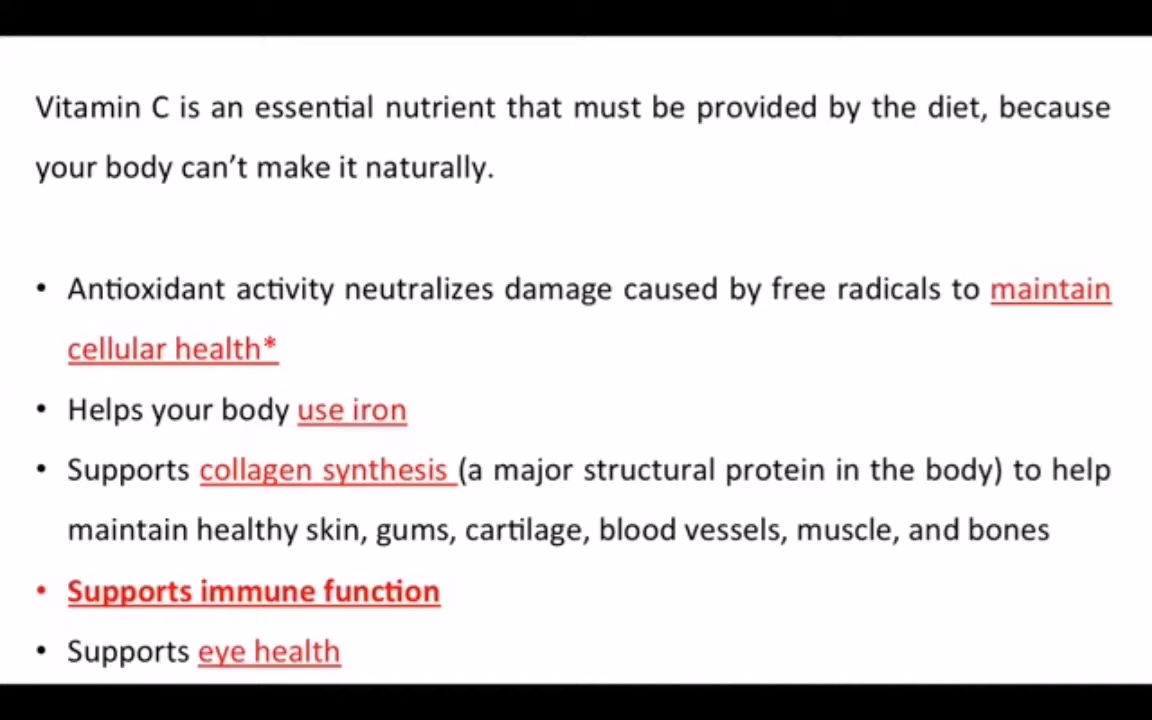 Vitamin C is an essential nutrient that must be provided by the diet, because
your body can’t make it naturally.
• Antioxidant activity neutralizes damage caused by free radicals to maintain
cellular health*
• Helps your body use iron
• Supports collagen synthesis (a major structural protein in the body) to help
maintain healthy skin, gums, cartilage, blood vessels, muscle, and bones
• Supports immune function
• Supports eye health